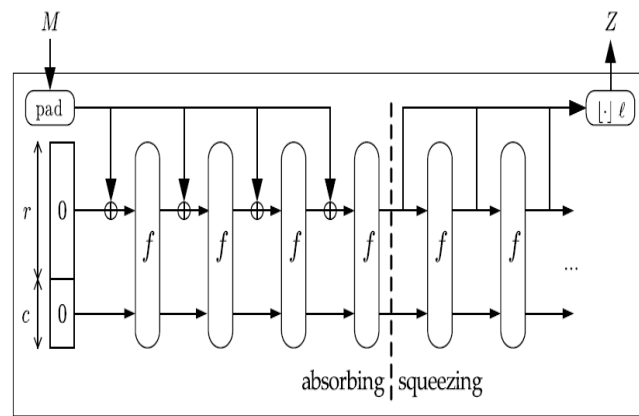 M Z
pad ⌊·⌋ ℓ
r 0 f f f f f f
...
c 0
absorbing squeezing